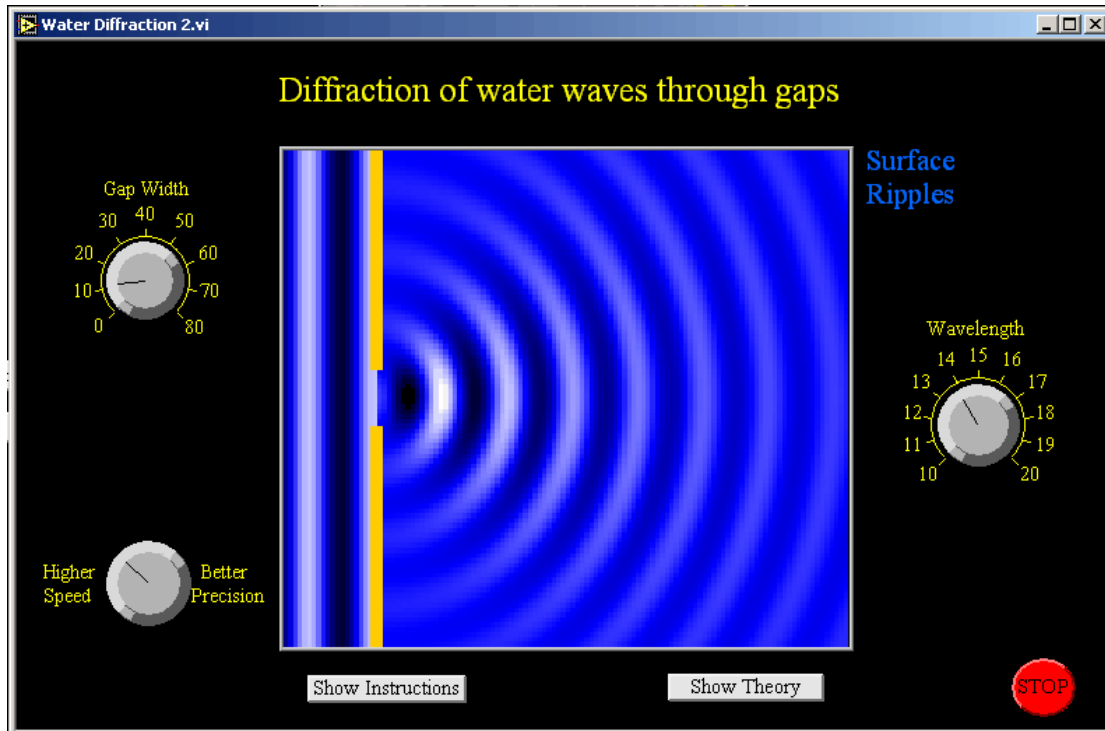 Water Diffraction 2.vi
Diffraction of water waves through gaps
Surface
Ripples
Gap Width
0
10
20
30
40
50
60
70
80
Wavelength
10
11
12
13
14
15
16
17
18
19
20
Higher
Speed
Better
Precision
Show Instructions
Show Theory
STOP